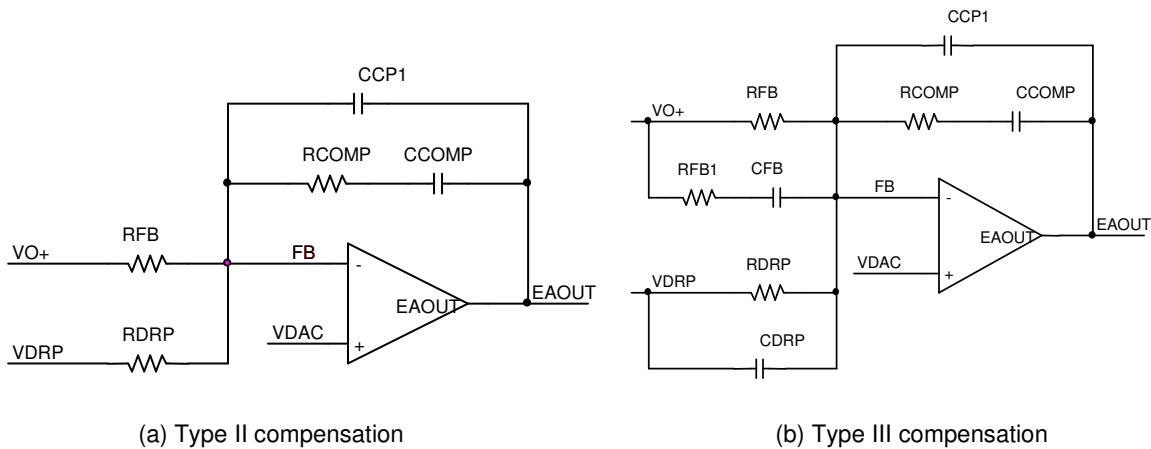 CCP1
RCOMP CCOMP
RFB
VO+
FB
-
EAOUT
EAOUT
RDRP
VDAC
+
VDRP
(a) Type II compensation
CCP1
RFB
RCOMP CCOMP
VO+
RFB1 CFB
FB
-
EAOUT
EAOUT
RDRP
VDAC
+
VDRP
CDRP
(b) Type III compensation